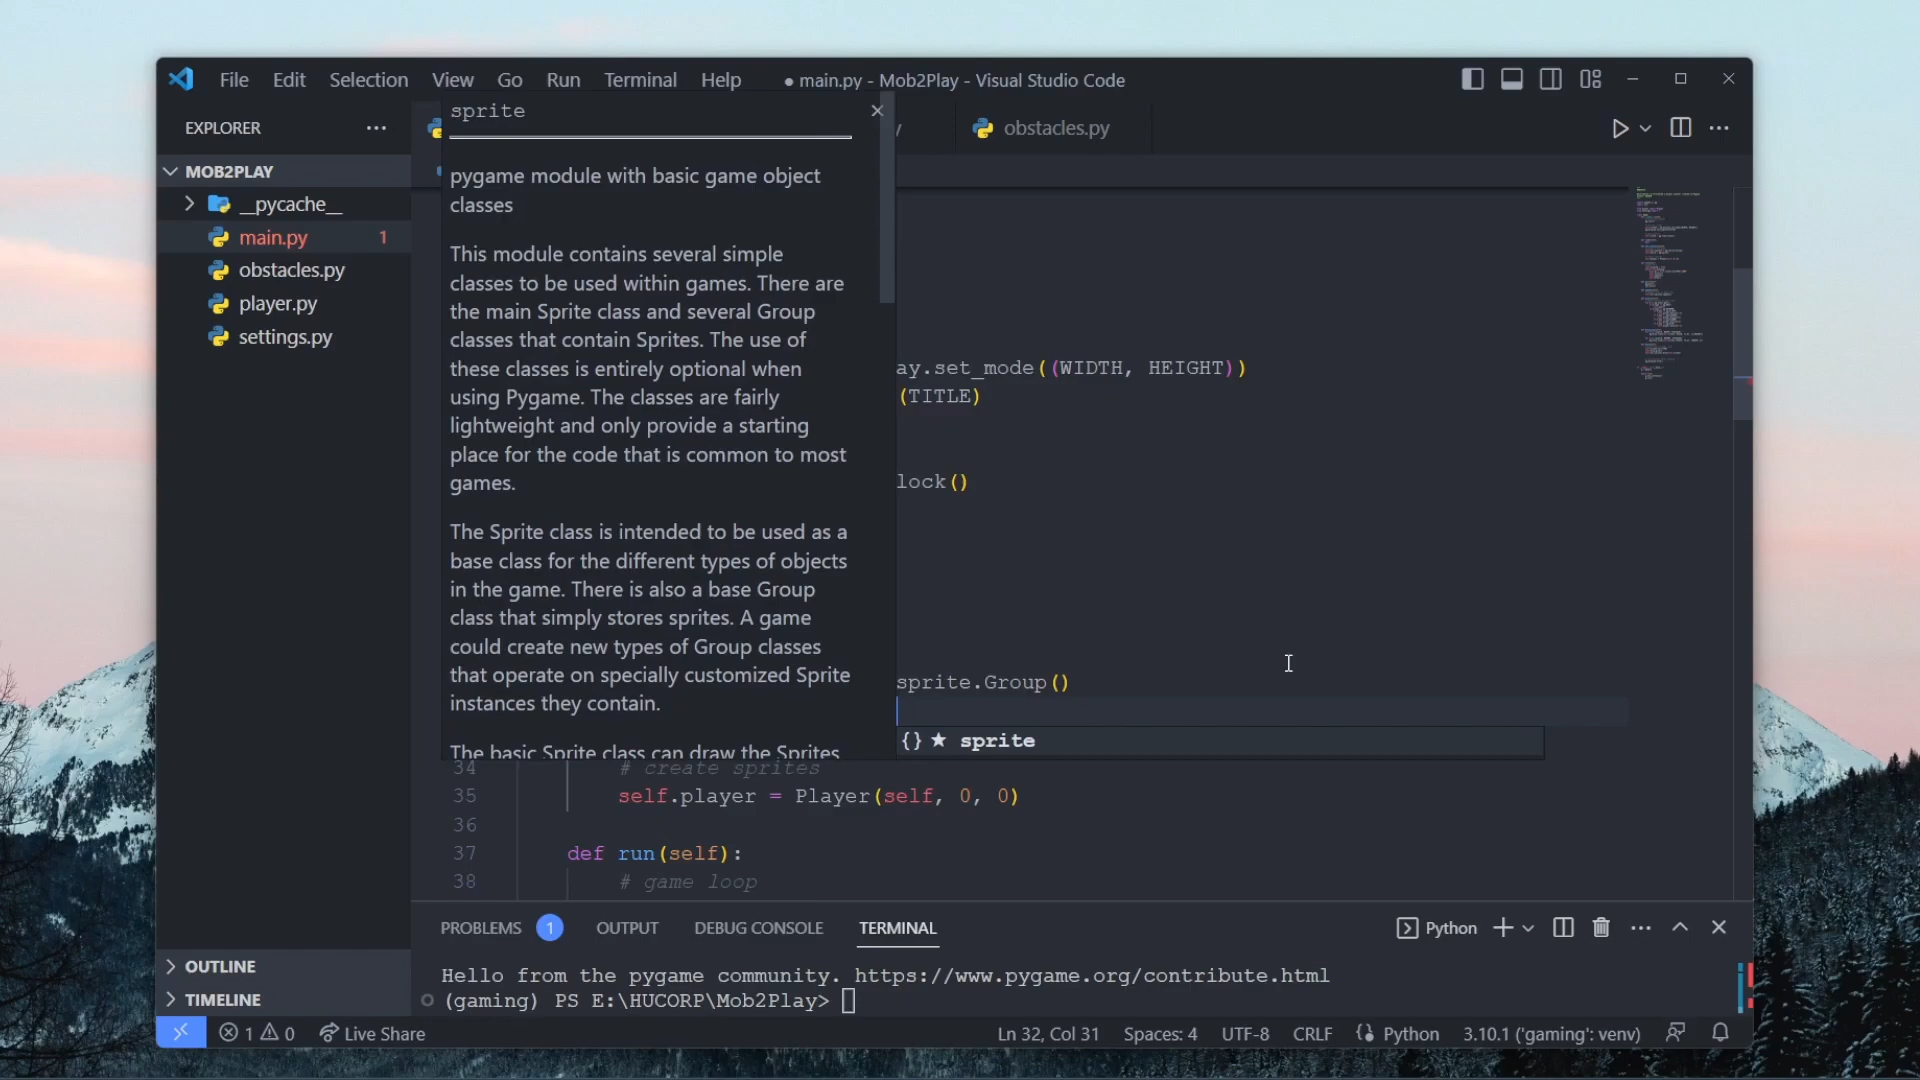 File Edit Selection View Go Run Terminal Help ● main.py - Mob2Play - Visual Studio Code
EXPLORER ...
sprite
obstacles.py
MOB2PLAY
__pycache__
main.py 1
obstacles.py
player.py
settings.py
pygame module with basic game object
classes
This module contains several simple
classes to be used within games. There are
the main Sprite class and several Group
classes that contain Sprites. The use of
these classes is entirely optional when
using Pygame. The classes are fairly
lightweight and only provide a starting
place for the code that is common to most
games.
The Sprite class is intended to be used as a
base class for the different types of objects
in the game. There is also a base Group
class that simply stores sprites. A game
could create new types of Group classes
that operate on specially customized Sprite
instances they contain.
The basic Sprite class can draw the Sprites
ay.set_mode((WIDTH, HEIGHT))
(TITLE)
lock()
sprite.Group()
{} ★ sprite
34 # create sprites
35 self.player = Player(self, 0, 0)
36
37 def run(self):
38 # game loop
PROBLEMS 1 OUTPUT DEBUG CONSOLE TERMINAL Python
Hello from the pygame community. https://www.pygame.org/contribute.html
(gaming) PS E:\HUCORP\Mob2Play>
OUTLINE
TIMELINE
1 0 Live Share Ln 32, Col 31 Spaces: 4 UTF-8 CRLF Python 3.10.1 ('gaming': venv)